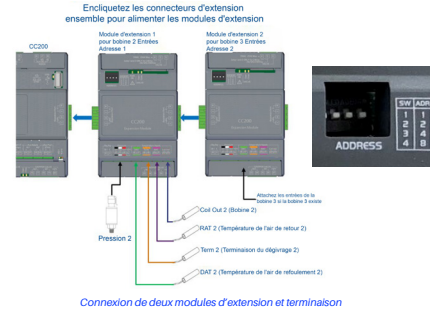 Encliquetez les connecteurs d'extension
ensemble pour alimenter les modules d'extension
CC200
Module d'extension 1
pour bobine 2 Entrées
Adresse 1
Module d'extension 2
pour bobine 3 Entrées
Adresse 2
CC200
CC200
ADDRESS
SW ADR
1 1
2 2
3 4
4 8
Attachez les entrées de la
bobine 3 si la bobine 3 existe
Pression 2
Coil Out 2 (Bobine 2)
RAT 2 (Température de l'air de retour 2)
Term 2 (Terminaison du dégivrage 2)
DAT 2 (Température de l'air de refoulement 2)
Connexion de deux modules d'extension et terminaison